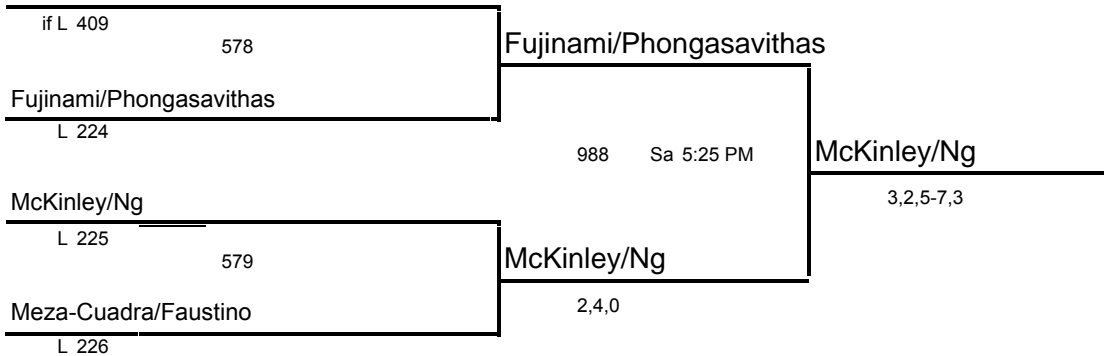 if L 409
578
Fujinami/Phongasavithas
Fujinami/Phongasavithas
L 224
988 Sa 5:25 PM
McKinley/Ng
3,2,5-7,3
McKinley/Ng
L 225
579
McKinley/Ng
2,4,0
Meza-Cuadra/Faustino
L 226